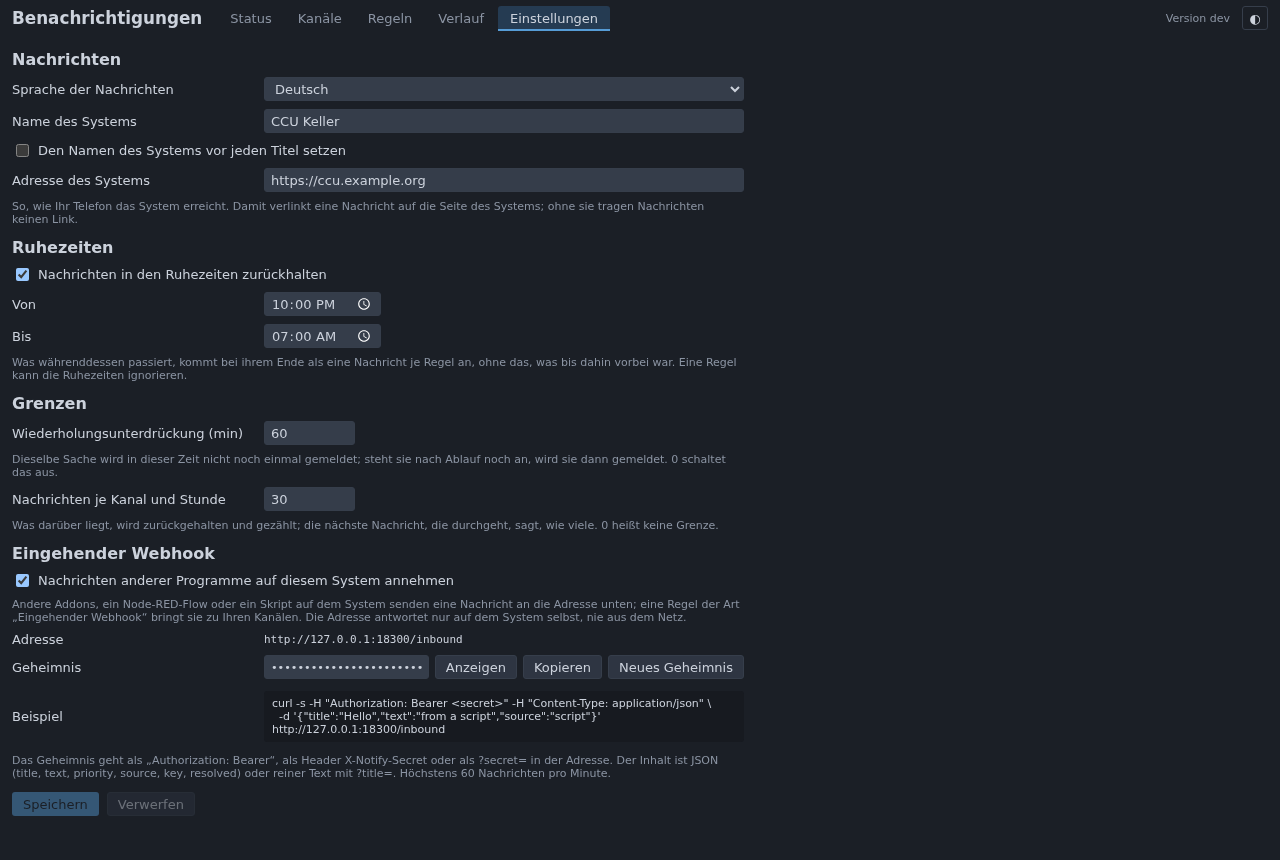 Benachrichtigungen
Status
Kanäle
Regeln
Verlauf
Einstellungen
Version dev
Nachrichten
Sprache der Nachrichten
Deutsch
Name des Systems
CCU Keller
Den Namen des Systems vor jeden Titel setzen
Adresse des Systems
https://ccu.example.org
So, wie Ihr Telefon das System erreicht. Damit verlinkt eine Nachricht auf die Seite des Systems; ohne sie tragen Nachrichten
keinen Link.
Ruhezeiten
Nachrichten in den Ruhezeiten zurückhalten
Von
10:00 PM
Bis
07:00 AM
Was währenddessen passiert, kommt bei ihrem Ende als eine Nachricht je Regel an, ohne das, was bis dahin vorbei war. Eine Regel
kann die Ruhezeiten ignorieren.
Grenzen
Wiederholungsunterdrückung (min)
60
Dieselbe Sache wird in dieser Zeit nicht noch einmal gemeldet; steht sie nach Ablauf noch an, wird sie dann gemeldet. 0 schaltet
das aus.
Nachrichten je Kanal und Stunde
30
Was darüber liegt, wird zurückgehalten und gezählt; die nächste Nachricht, die durchgeht, sagt, wie viele. 0 heißt keine Grenze.
Eingehender Webhook
Nachrichten anderer Programme auf diesem System annehmen
Andere Addons, ein Node-RED-Flow oder ein Skript auf dem System senden eine Nachricht an die Adresse unten; eine Regel der Art
„Eingehender Webhook“ bringt sie zu Ihren Kanälen. Die Adresse antwortet nur auf dem System selbst, nie aus dem Netz.
Adresse
http://127.0.0.1:18300/inbound
Geheimnis
•••••••••••••••••••••••
Anzeigen
Kopieren
Neues Geheimnis
Beispiel
curl -s -H "Authorization: Bearer <secret>" -H "Content-Type: application/json" \
-d '{"title":"Hello","text":"from a script","source":"script"}'
http://127.0.0.1:18300/inbound
Das Geheimnis geht als „Authorization: Bearer“, als Header X-Notify-Secret oder als ?secret= in der Adresse. Der Inhalt ist JSON
(title, text, priority, source, key, resolved) oder reiner Text mit ?title=. Höchstens 60 Nachrichten pro Minute.
Speichern
Verwerfen